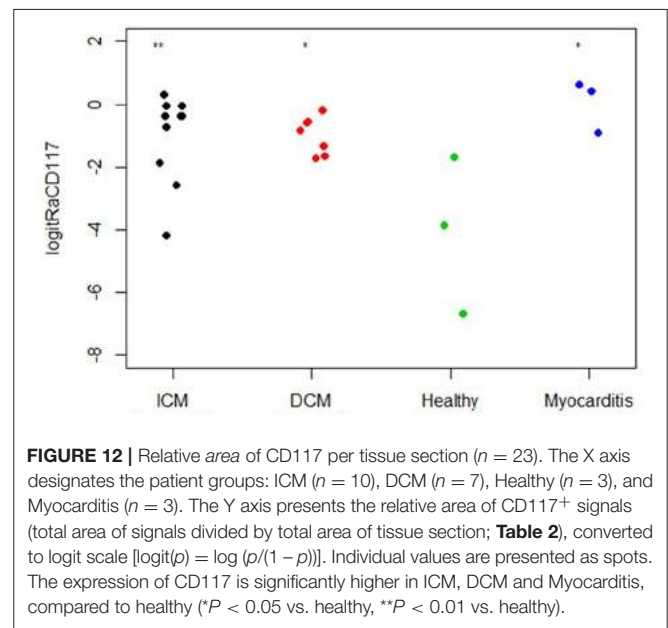 ** * *
2
0
-2
-4
-6
-8
logitRaCD117
ICM DCM Healthy Myocarditis
FIGURE 12 | Relative area of CD117 per tissue section (n = 23). The X axis
designates the patient groups: ICM (n = 10), DCM (n = 7), Healthy (n = 3), and
Myocarditis (n = 3). The Y axis presents the relative area of CD117+ signals
(total area of signals divided by total area of tissue section; Table 2), converted
to logit scale [logit(p) = log (p/(1 – p))]. Individual values are presented as spots.
The expression of CD117 is significantly higher in ICM, DCM and Myocarditis,
compared to healthy (*P < 0.05 vs. healthy, **P < 0.01 vs. healthy).